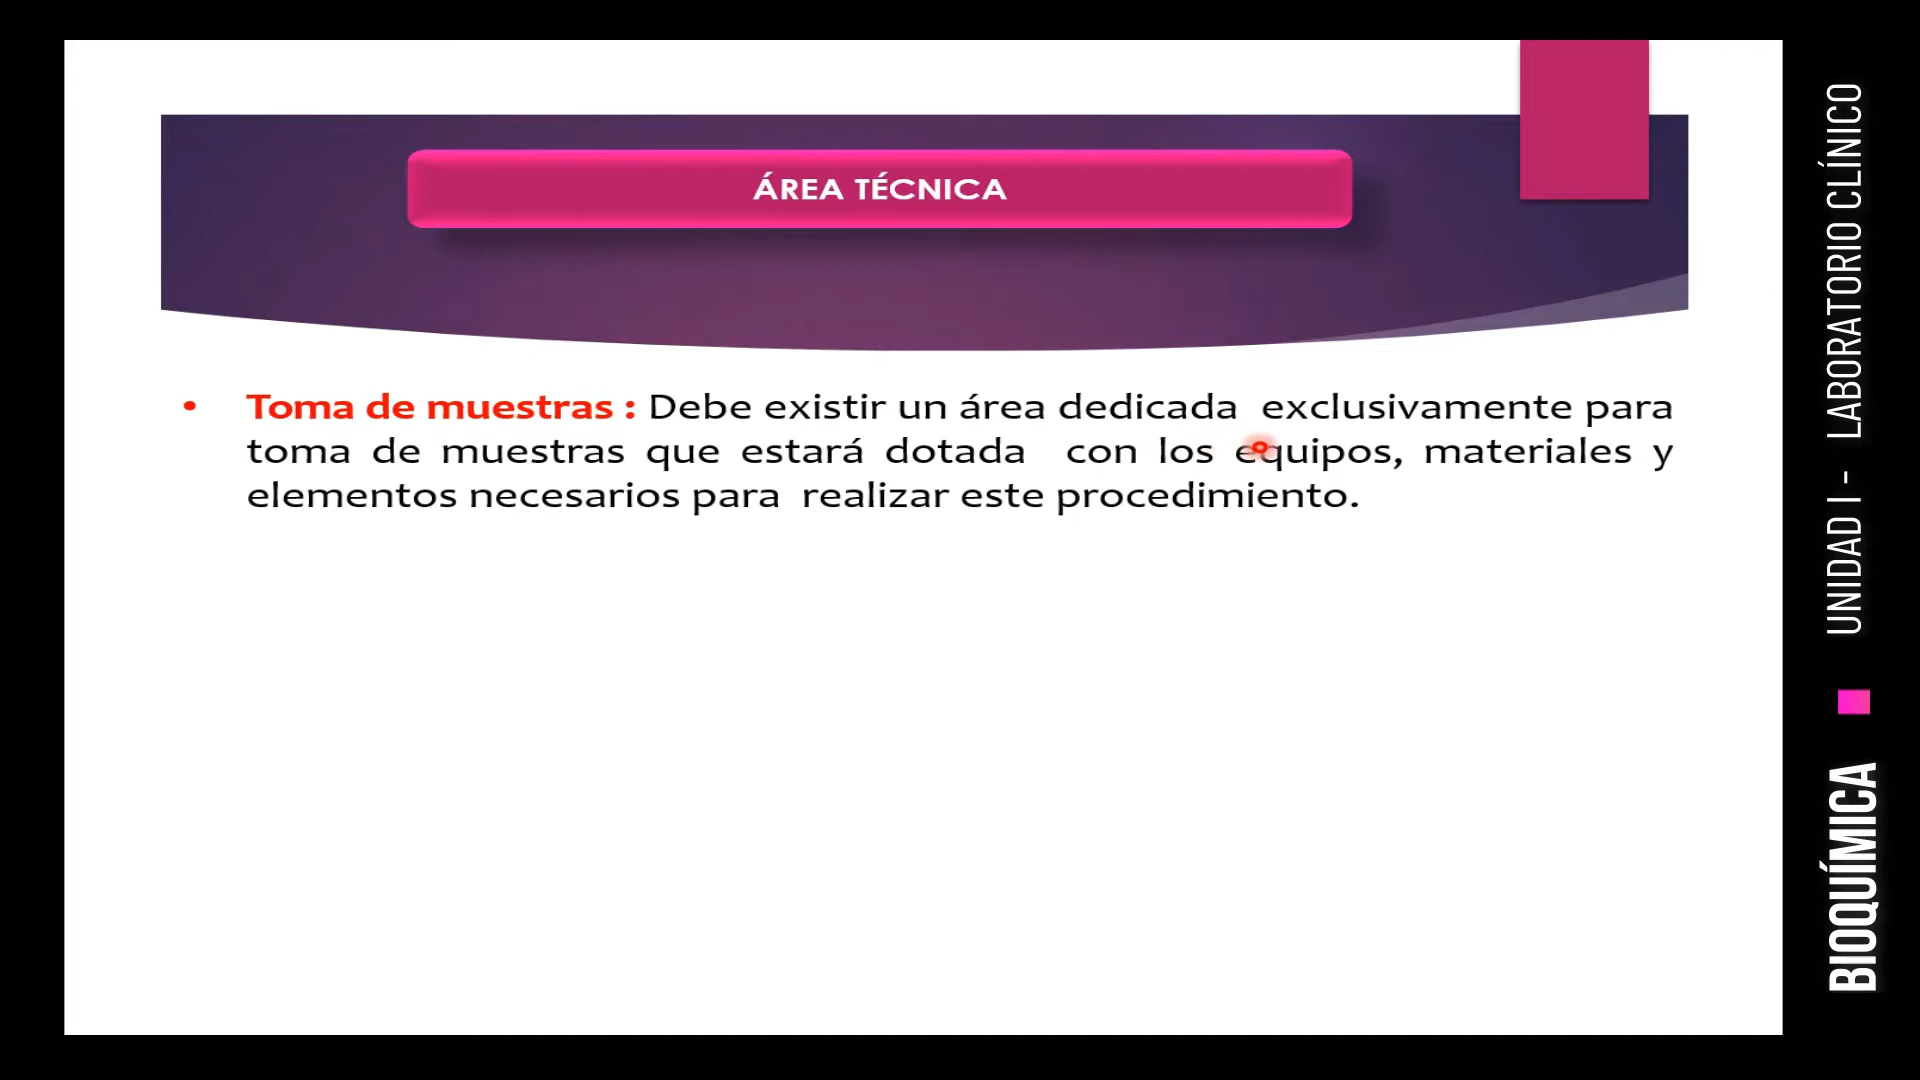 ÁREA TÉCNICA
• Toma de muestras : Debe existir un área dedicada exclusivamente para
toma de muestras que estará dotada con los equipos, materiales y
elementos necesarios para realizar este procedimiento.
BIOQUÍMICA UNIDAD I - LABORATORIO CLÍNICO